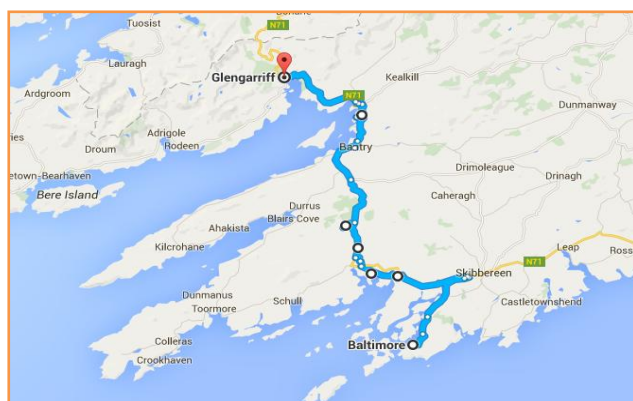 Tuosist
N71
Lauragh
Glengarriff
Kealkill
N71
Ardgroom
Dunmanway
Adrigole
Rodeen
Droum
Bantry
etown-Bearhaven
Bere Island
Drimoleague
Drinagh
Caheragh
Durrus
Blairs Cove
Ahakista
Kilcrohane
N71
Leap
Ross
Skibbereen
Dunmanus
Toormore
Schull
Castletownshend
Colleras
Crookhaven
Baltimore